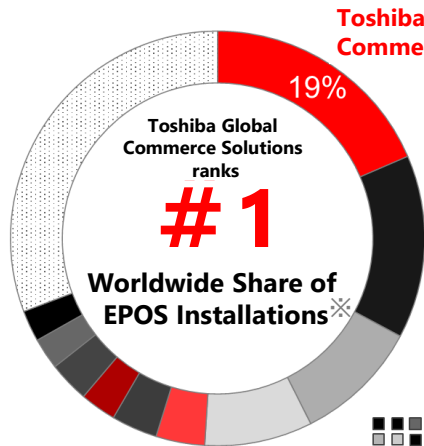 Toshiba
Comme
19%
Toshiba Global
Commerce Solutions
ranks
#1
Worldwide Share of
EPOS Installations※